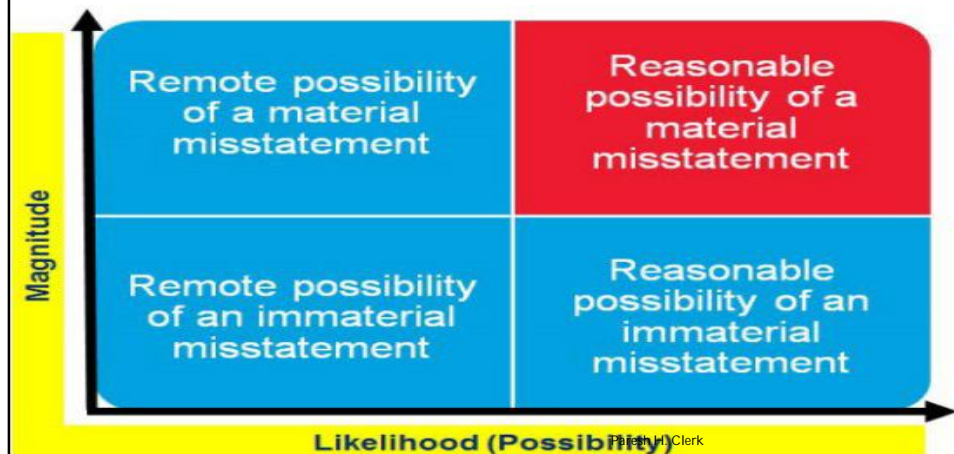 Magnitude
Remote possibility
of a material
misstatement
Reasonable
possibility of a
material
misstatement
Remote possibility
of an immaterial
misstatement
Reasonable
possibility of an
immaterial
misstatement
Likelihood (Possibility)
Paresh H. Clerk